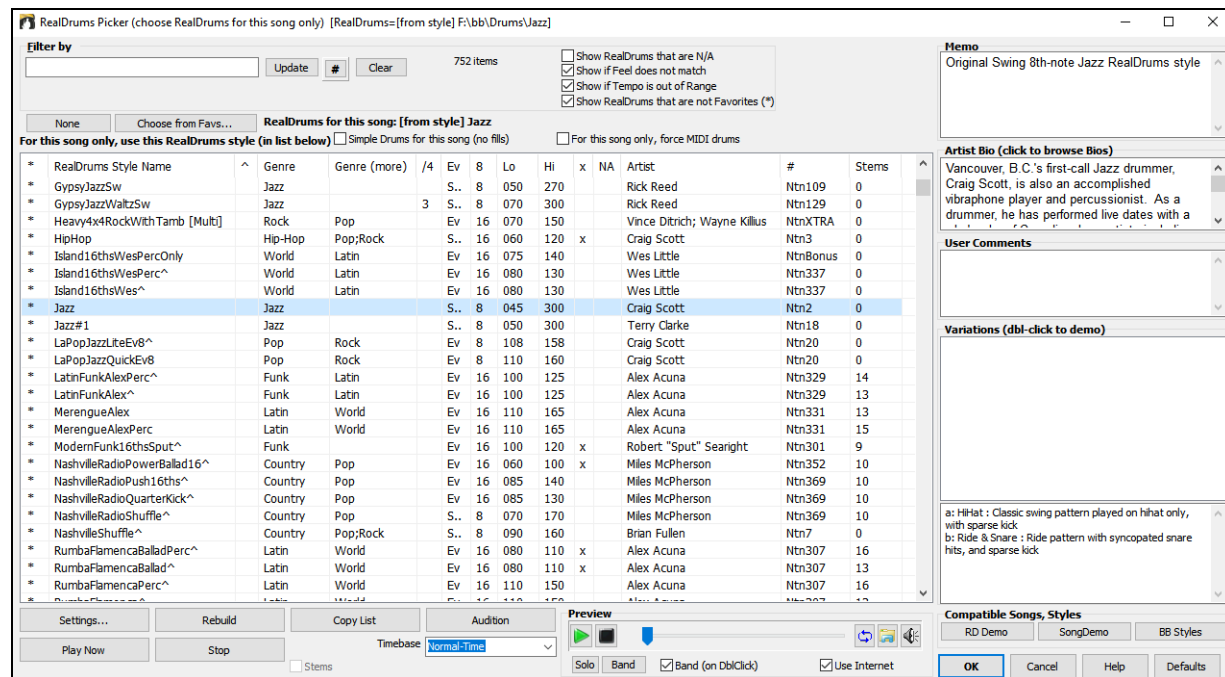 RealDrums Picker (choose RealDrums for this song only) [RealDrums=[from style] F:\bb\Drums\Jazz]
Filter by
Update # Clear
752 items
Show RealDrums that are N/A
Show if Feel does not match
Show if Tempo is out of Range
Show RealDrums that are not Favorites (*)
None Choose from Favs... RealDrums for this song: [from style] Jazz
For this song only, use this RealDrums style (in list below) Simple Drums for this song (no fills) For this song only, force MIDI drums
* RealDrums Style Name ^ Genre Genre (more) /4 Ev 8 Lo Hi x NA Artist # Stems
* GypsyJazzSw Jazz S.. 8 050 270 Rick Reed Ntn109 0
* GypsyJazzWaltzSw Jazz 3 S.. 8 070 300 Rick Reed Ntn129 0
* Heavy4x4RockWithTamb [Multi] Rock Pop Ev 16 070 150 Vince Ditrich; Wayne Killius NtnXTRA 0
* HipHop Hip-Hop Pop;Rock S.. 16 060 120 x Craig Scott Ntn3 0
* Island16thsWesPercOnly World Latin Ev 16 075 140 Wes Little NtnBonus 0
* Island16thsWesPerc^ World Latin Ev 16 080 130 Wes Little Ntn337 0
* Island16thsWes^ World Latin Ev 16 080 130 Wes Little Ntn337 0
* Jazz Jazz S.. 8 045 300 Craig Scott Ntn2 0
* Jazz#1 Jazz S.. 8 050 300 Terry Clarke Ntn18 0
* LaPopJazzLiteEv8^ Pop Rock Ev 8 108 158 Craig Scott Ntn20 0
* LaPopJazzQuickEv8 Pop Rock Ev 8 110 160 Craig Scott Ntn20 0
* LatinFunkAlexPerc^ Funk Latin Ev 16 100 125 Alex Acuna Ntn329 14
* LatinFunkAlex^ Funk Latin Ev 16 100 125 Alex Acuna Ntn329 13
* MerengueAlex Latin World Ev 16 110 165 Alex Acuna Ntn331 13
* MerengueAlexPerc Latin World Ev 16 110 165 Alex Acuna Ntn331 15
* ModernFunk16thsSput^ Funk Ev 16 100 120 x Robert "Sput" Searight Ntn301 9
* NashvilleRadioPowerBallad16^ Country Pop Ev 16 060 100 x Miles McPherson Ntn352 10
* NashvilleRadioPush16ths^ Country Pop Ev 16 085 140 Miles McPherson Ntn369 10
* NashvilleRadioQuarterKick^ Country Pop Ev 16 085 130 Miles McPherson Ntn369 10
* NashvilleRadioShuffle^ Country Pop S.. 8 070 170 Miles McPherson Ntn369 10
* NashvilleShuffle^ Country Pop;Rock S.. 8 090 160 Brian Fullen Ntn7 0
* RumbaFlamencaBalladPerc^ Latin World Ev 16 080 110 x Alex Acuna Ntn307 16
* RumbaFlamencaBallad^ Latin World Ev 16 080 110 x Alex Acuna Ntn307 13
* RumbaFlamencaPerc^ Latin World Ev 16 110 150 Alex Acuna Ntn307 16
Settings... Rebuild Copy List Audition
Play Now Stop Timebase Normal-Time
Stems
Preview
Solo Band Band (on DblClick) Use Internet
Memo
Original Swing 8th-note Jazz RealDrums style
Artist Bio (click to browse Bios)
Vancouver, B.C.'s first-call Jazz drummer,
Craig Scott, is also an accomplished
vibraphone player and percussionist. As a
drummer, he has performed live dates with a
User Comments
Variations (dbl-click to demo)
a: HiHat : Classic swing pattern played on hihat only,
with sparse kick
b: Ride & Snare : Ride pattern with syncopated snare
hits, and sparse kick
Compatible Songs, Styles
RD Demo SongDemo BB Styles
OK Cancel Help Defaults